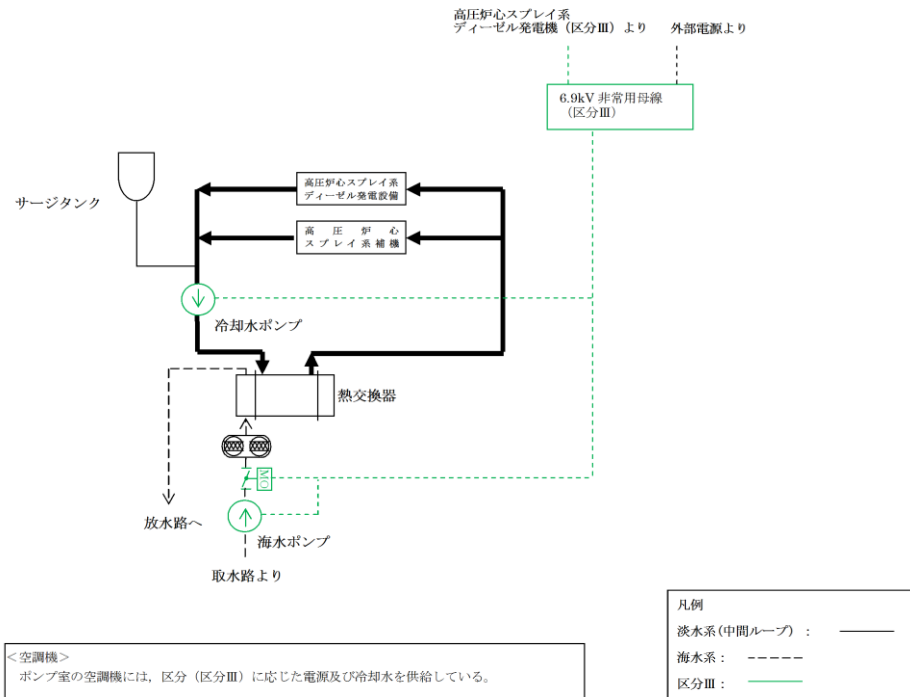 高圧炉心スプレイ系
ディーゼル発電機(区分Ⅲ)より
外部電源より
6.9kV 非常用母線
(区分Ⅲ)
高圧炉心スプレイ系
ディーゼル発電設備
サージタンク
高圧炉心
スプレイ系補機
冷却水ポンプ
熱交換器
MO
放水路へ
海水ポンプ
取水路より
凡例
淡水系(中間ループ):
海水系:
区分Ⅲ:
<空調機>
ポンプ室の空調機には,区分(区分Ⅲ)に応じた電源及び冷却水を供給している。